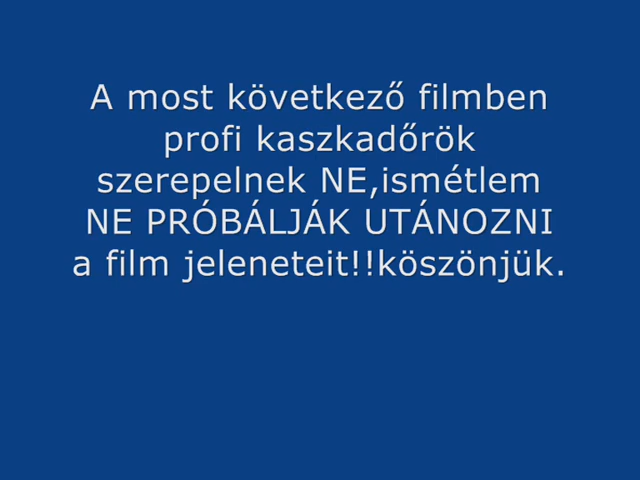 A most következő filmben
profi kaszkadőrök
szerepelnek NE,ismétlem
NE PRÓBÁLJÁK UTÁNOZNI
a film jeleneteit!!köszönjük.